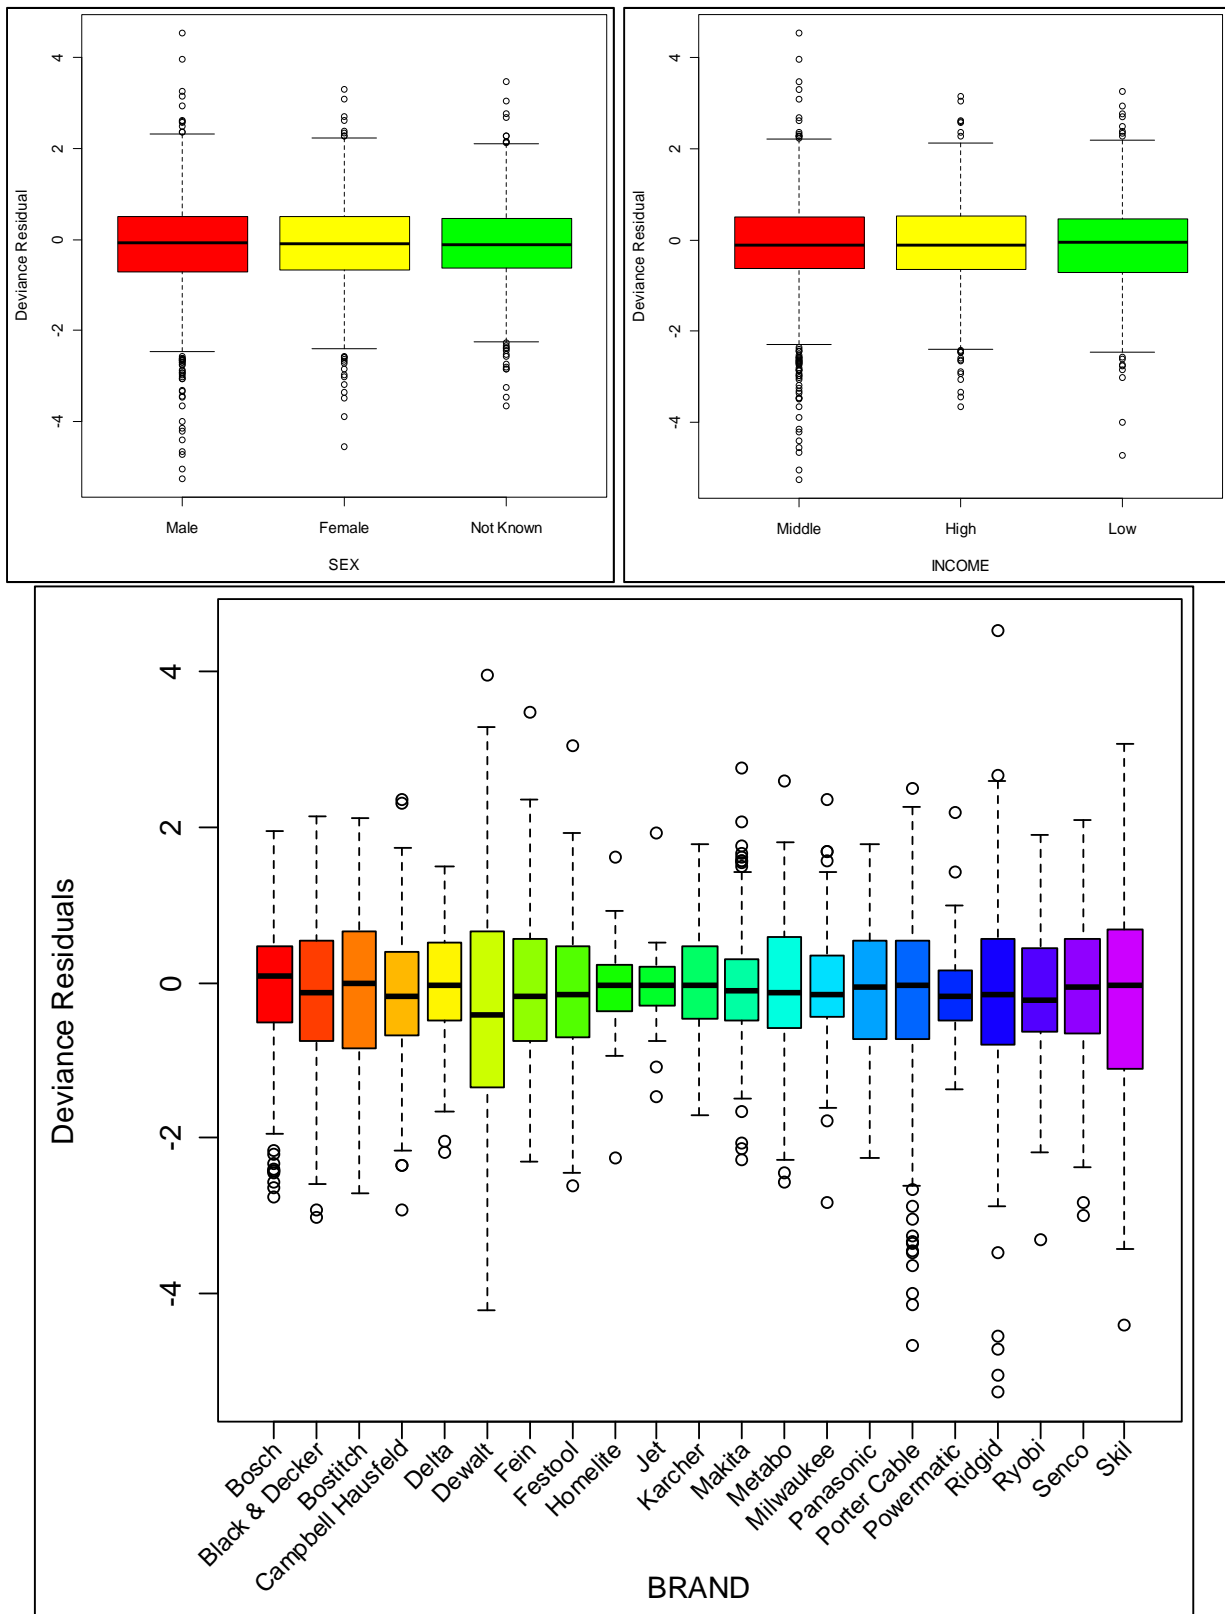 Deviance Residual
4
2
0
-2
-4
Male Female Not Known
SEX
Deviance Residual
4
2
0
-2
-4
Middle High Low
INCOME
Deviance Residuals
4
2
0
-2
-4
Bosch
Black & Decker
Bostitch
Campbell Hausfeld
Delta
Dewalt
Fein
Festool
Homelite
Jet
Karcher
Makita
Metabo
Milwaukee
Panasonic
Porter Cable
Powermatic
Ridgid
Ryobi
Senco
Skil
BRAND